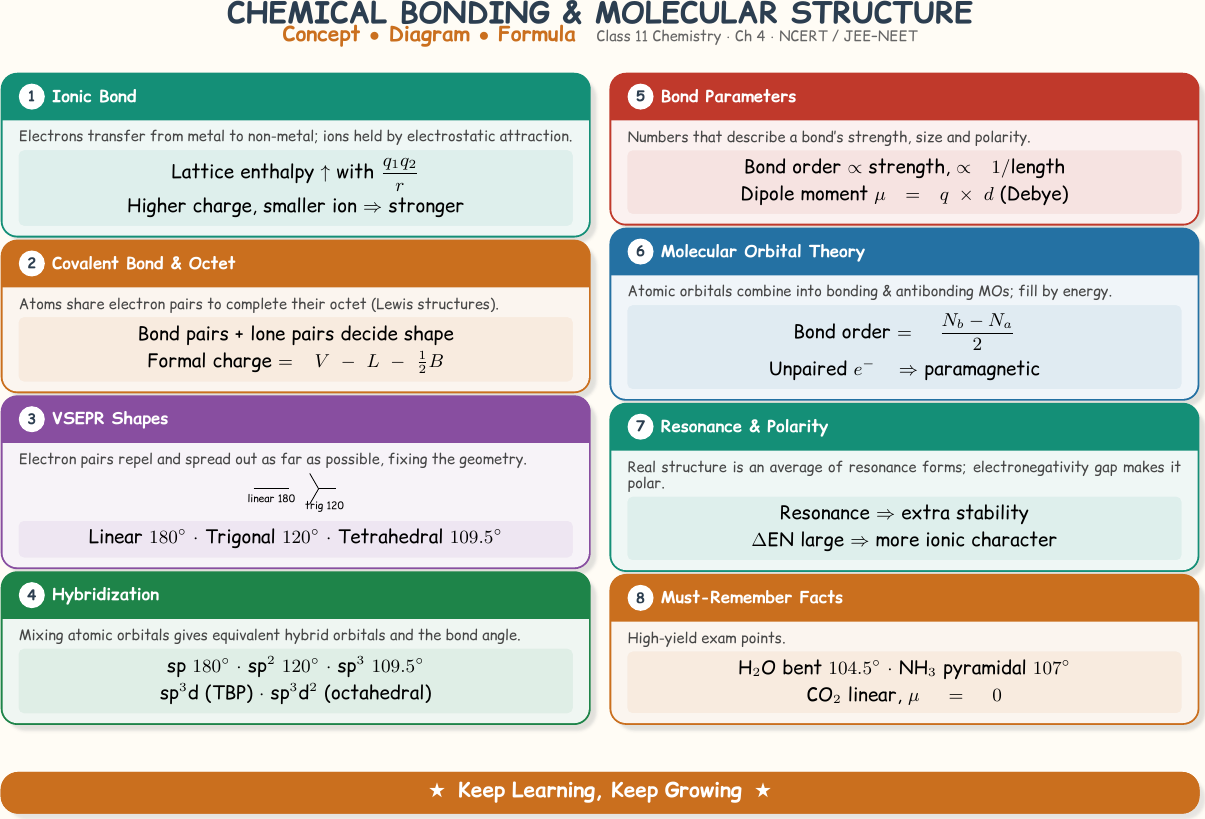 CHEMICAL BONDING & MOLECULAR STRUCTURE
Concept ● Diagram ● Formula Class 11 Chemistry · Ch 4 · NCERT / JEE–NEET
1 Ionic Bond
Electrons transfer from metal to non-metal; ions held by electrostatic attraction.
Lattice enthalpy ↑ with $\frac{q_1 q_2}{r}$
Higher charge, smaller ion ⇒ stronger
2 Covalent Bond & Octet
Atoms share electron pairs to complete their octet (Lewis structures).
Bond pairs + lone pairs decide shape
Formal charge = V − L − ½B
3 VSEPR Shapes
Electron pairs repel and spread out as far as possible, fixing the geometry.
linear 180 trig 120
Linear 180° · Trigonal 120° · Tetrahedral 109.5°
4 Hybridization
Mixing atomic orbitals gives equivalent hybrid orbitals and the bond angle.
sp 180° · sp² 120° · sp³ 109.5°
sp³d (TBP) · sp³d² (octahedral)
5 Bond Parameters
Numbers that describe a bond's strength, size and polarity.
Bond order ∝ strength, ∝ 1/length
Dipole moment μ = q × d (Debye)
6 Molecular Orbital Theory
Atomic orbitals combine into bonding & antibonding MOs; fill by energy.
Bond order = $\frac{N_b - N_a}{2}$
Unpaired e⁻ ⇒ paramagnetic
7 Resonance & Polarity
Real structure is an average of resonance forms; electronegativity gap makes it
polar.
Resonance ⇒ extra stability
ΔEN large ⇒ more ionic character
8 Must-Remember Facts
High-yield exam points.
H₂O bent 104.5° · NH₃ pyramidal 107°
CO₂ linear, μ = 0
★ Keep Learning, Keep Growing ★